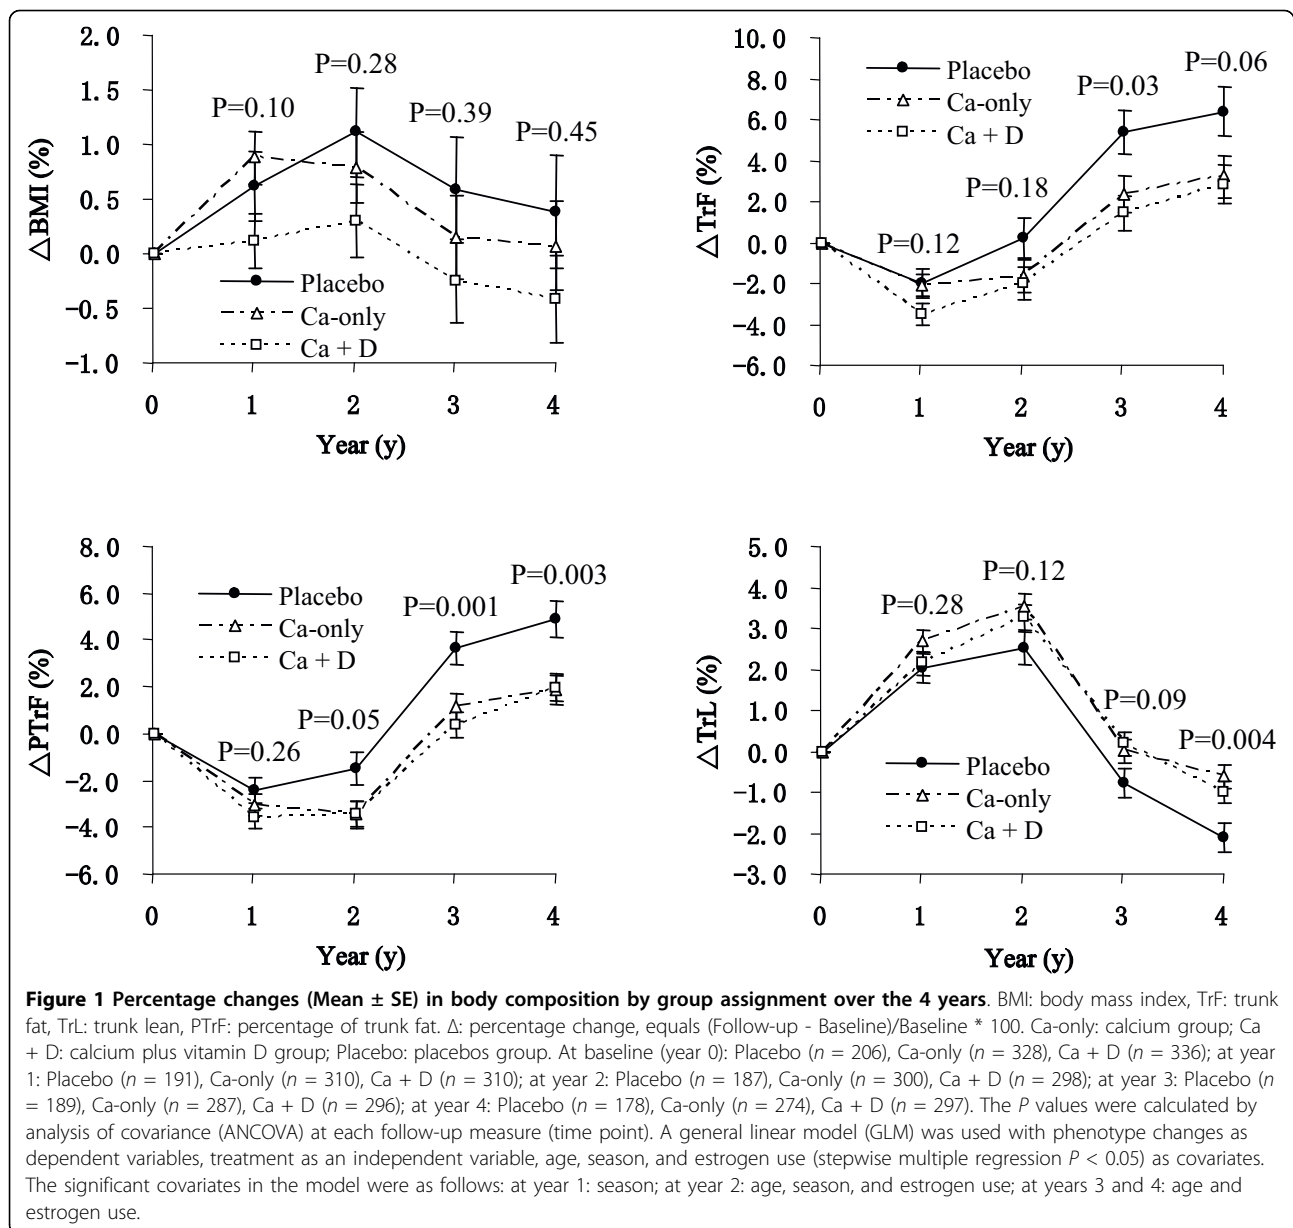 2.0
1.5
1.0
0.5
0.0
-0.5
-1.0
△BMI (%)
P=0.10
P=0.28
P=0.39
P=0.45
Placebo
Ca-only
Ca + D
0 1 2 3 4
Year (y)
10.0
8.0
6.0
4.0
2.0
0.0
-2.0
-4.0
-6.0
△TrF (%)
Placebo
Ca-only
Ca + D
P=0.12
P=0.18
P=0.03
P=0.06
0 1 2 3 4
Year (y)
8.0
6.0
4.0
2.0
0.0
-2.0
-4.0
-6.0
△PTrF (%)
Placebo
Ca-only
Ca + D
P=0.26
P=0.05
P=0.001
P=0.003
0 1 2 3 4
Year (y)
5.0
4.0
3.0
2.0
1.0
0.0
-1.0
-2.0
-3.0
△TrL (%)
P=0.28
P=0.12
P=0.09
P=0.004
Placebo
Ca-only
Ca + D
0 1 2 3 4
Year (y)
Figure 1 Percentage changes (Mean ± SE) in body composition by group assignment over the 4 years. BMI: body mass index, TrF: trunk
fat, TrL: trunk lean, PTrF: percentage of trunk fat. Δ: percentage change, equals (Follow-up - Baseline)/Baseline * 100. Ca-only: calcium group; Ca
+ D: calcium plus vitamin D group; Placebo: placebos group. At baseline (year 0): Placebo (n = 206), Ca-only (n = 328), Ca + D (n = 336); at year
1: Placebo (n = 191), Ca-only (n = 310), Ca + D (n = 310); at year 2: Placebo (n = 187), Ca-only (n = 300), Ca + D (n = 298); at year 3: Placebo (n
= 189), Ca-only (n = 287), Ca + D (n = 296); at year 4: Placebo (n = 178), Ca-only (n = 274), Ca + D (n = 297). The P values were calculated by
analysis of covariance (ANCOVA) at each follow-up measure (time point). A general linear model (GLM) was used with phenotype changes as
dependent variables, treatment as an independent variable, age, season, and estrogen use (stepwise multiple regression P < 0.05) as covariates.
The significant covariates in the model were as follows: at year 1: season; at year 2: age, season, and estrogen use; at years 3 and 4: age and
estrogen use.